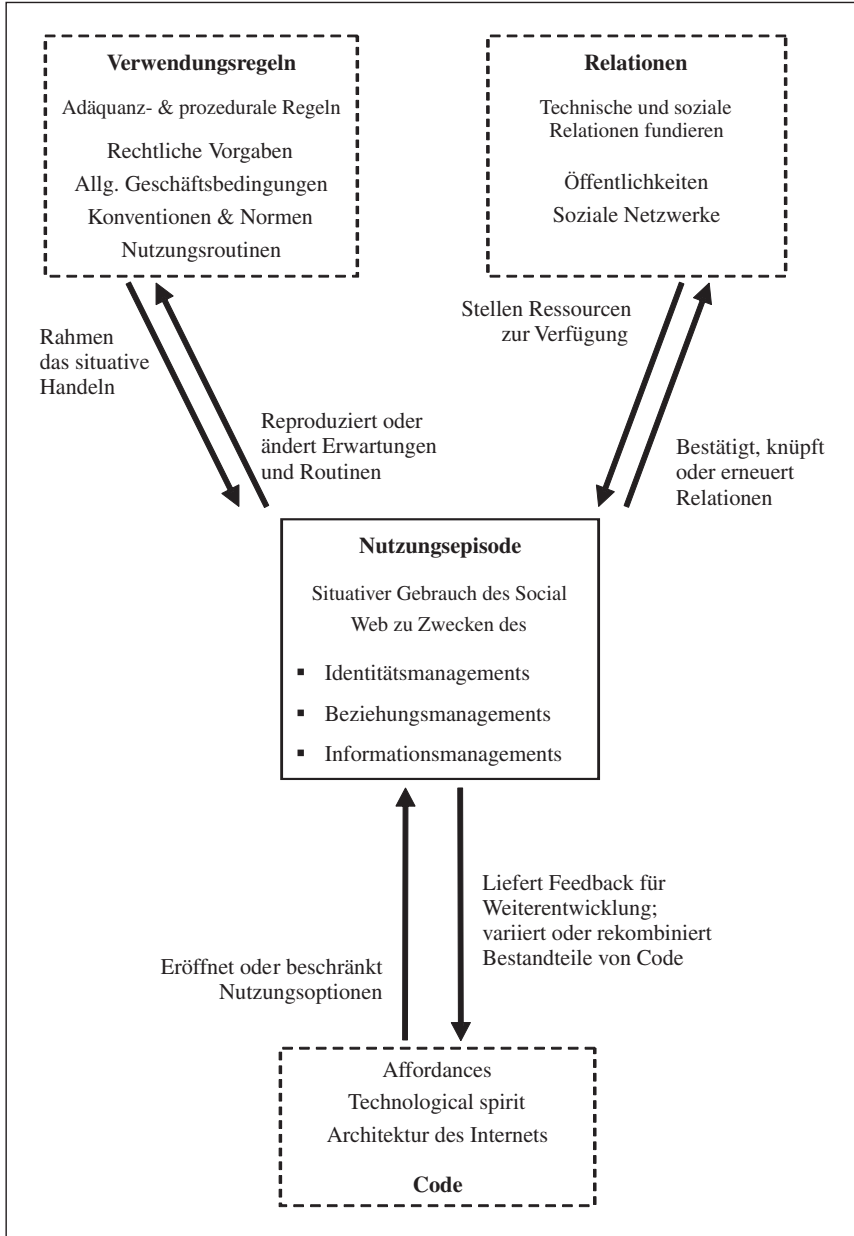 Verwendungsregeln
Adäquanz- & prozedurale Regeln
Rechtliche Vorgaben
Allg. Geschäftsbedingungen
Konventionen & Normen
Nutzungsroutinen
Relationen
Technische und soziale
Relationen fundieren
Öffentlichkeiten
Soziale Netzwerke
Rahmen
das situative
Handeln
Reproduziert oder
ändert Erwartungen
und Routinen
Stellen Ressourcen
zur Verfügung
Bestätigt, knüpft
oder erneuert
Relationen
Nutzungsepisode
Situativer Gebrauch des Social
Web zu Zwecken des
▪ Identitätsmanagements
▪ Beziehungsmanagements
▪ Informationsmanagements
Eröffnet oder beschränkt
Nutzungsoptionen
Liefert Feedback für
Weiterentwicklung;
variiert oder rekombiniert
Bestandteile von Code
Affordances
Technological spirit
Architektur des Internets
Code